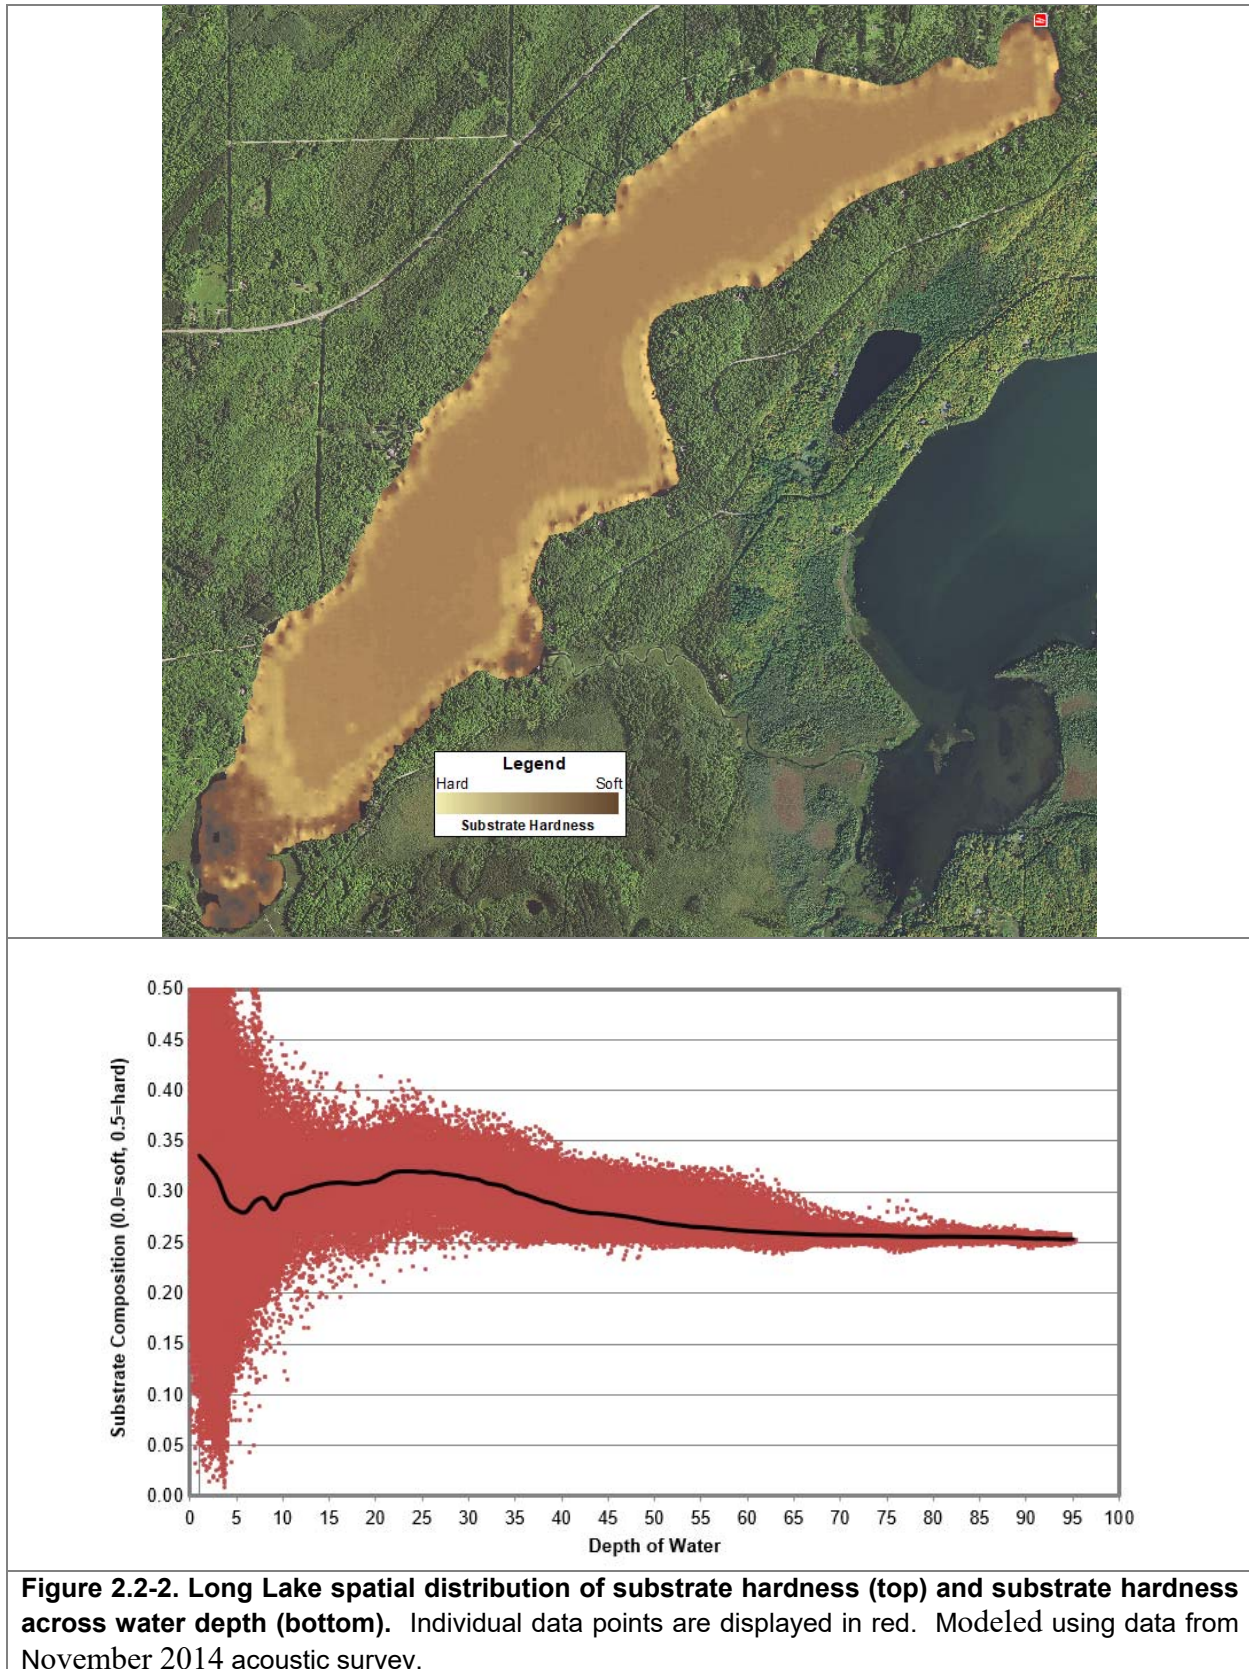 Legend
Hard Soft
Substrate Hardness
Substrate Composition (0.0=soft, 0.5=hard)
0.50
0.45
0.40
0.35
0.30
0.25
0.20
0.15
0.10
0.05
0.00
0 5 10 15 20 25 30 35 40 45 50 55 60 65 70 75 80 85 90 95 100
Depth of Water
Figure 2.2-2. Long Lake spatial distribution of substrate hardness (top) and substrate hardness
across water depth (bottom). Individual data points are displayed in red. Modeled using data from
November 2014 acoustic survey.